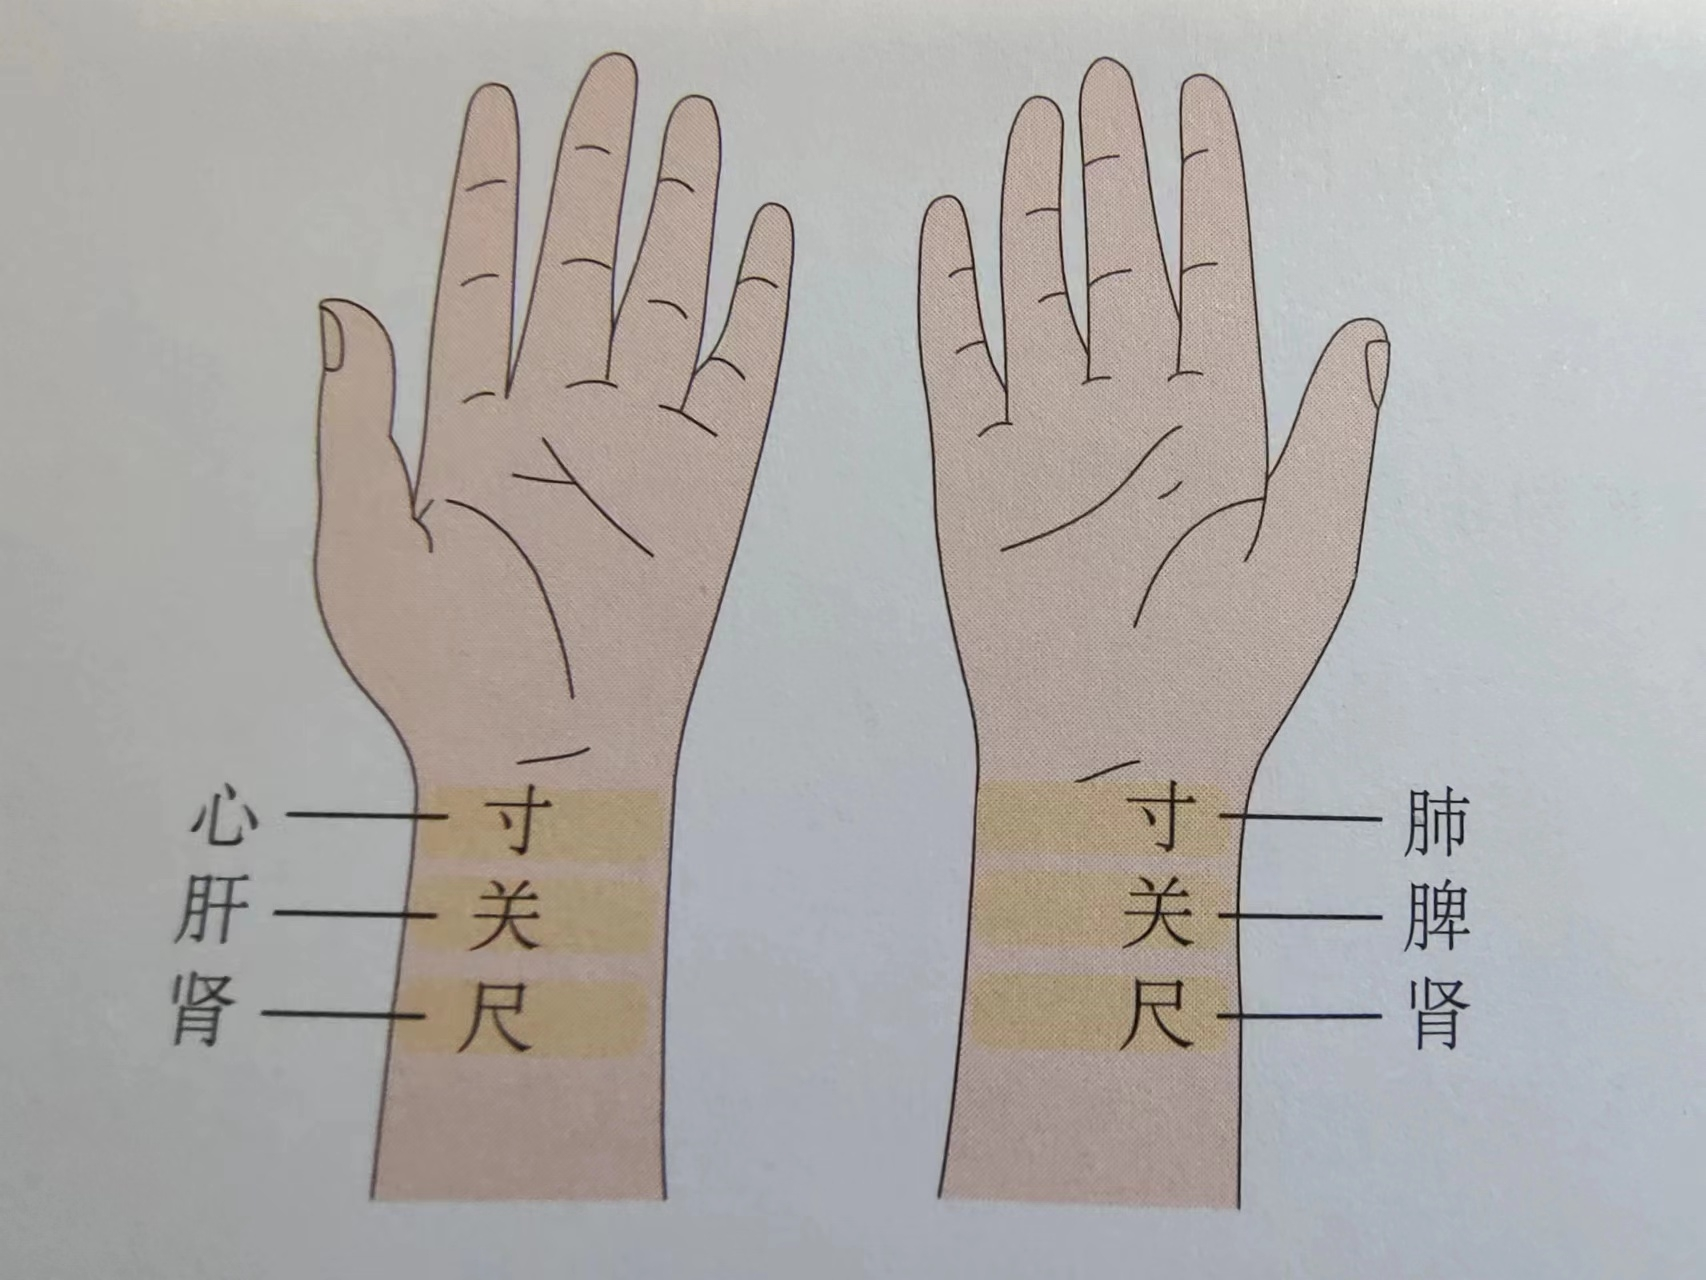 心 寸 寸 肺
肝 关 关 脾
肾 尺 尺 肾